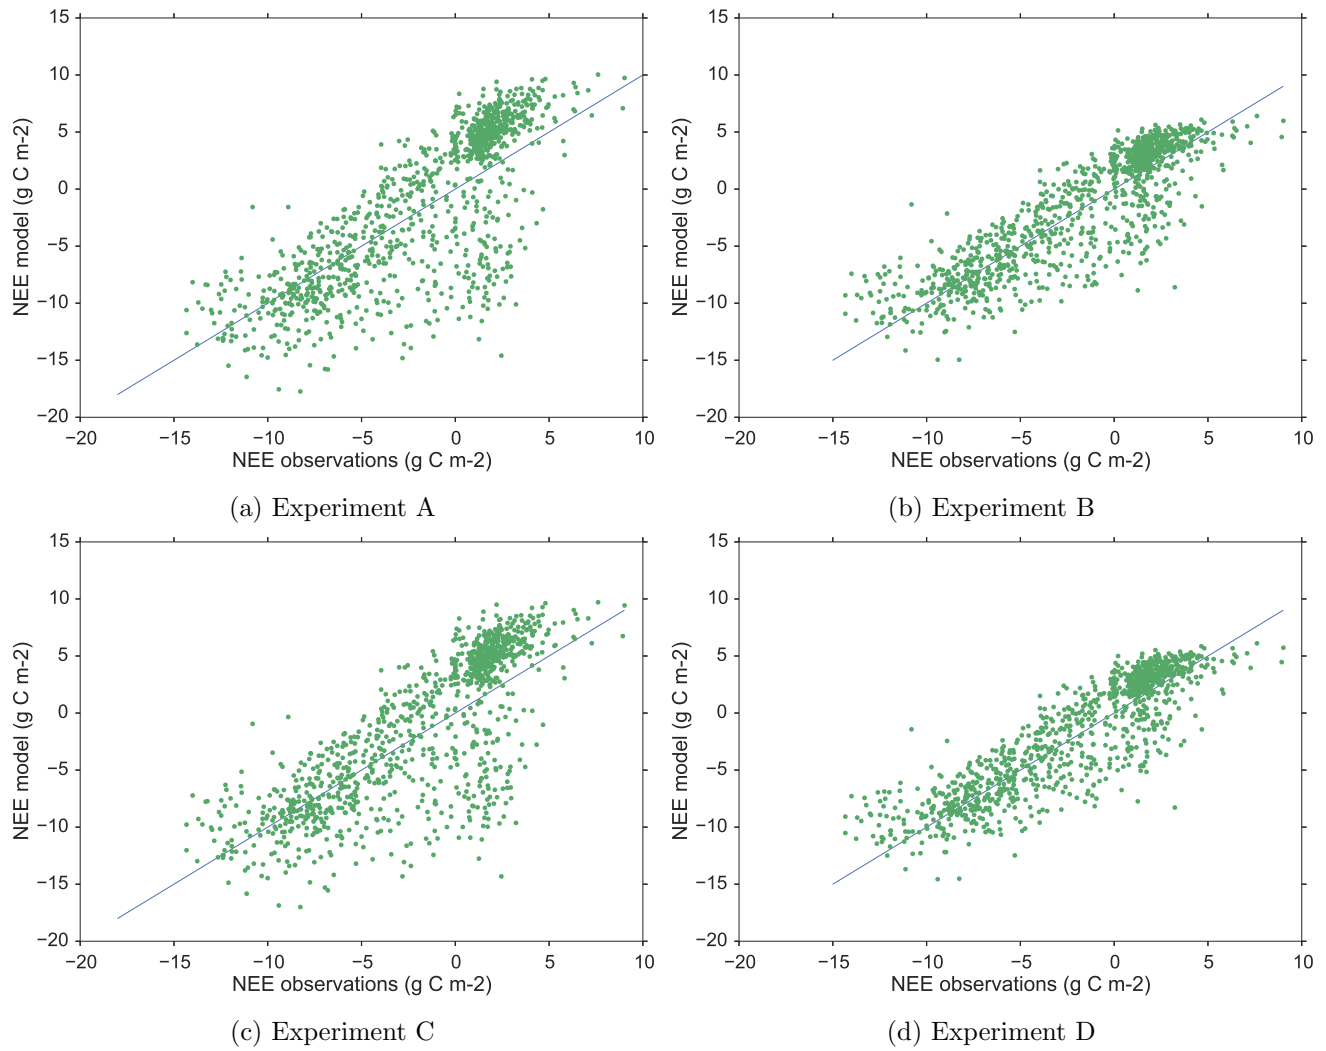 15
10
5
0
−5
−10
−15
−20
−20 −15 −10 −5 0 5 10
NEE model (g C m-2)
NEE observations (g C m-2)
(a) Experiment A
15
10
5
0
−5
−10
−15
−20
−20 −15 −10 −5 0 5 10
NEE model (g C m-2)
NEE observations (g C m-2)
(b) Experiment B
15
10
5
0
−5
−10
−15
−20
−20 −15 −10 −5 0 5 10
NEE model (g C m-2)
NEE observations (g C m-2)
(c) Experiment C
15
10
5
0
−5
−10
−15
−20
−20 −15 −10 −5 0 5 10
NEE model (g C m-2)
NEE observations (g C m-2)
(d) Experiment D